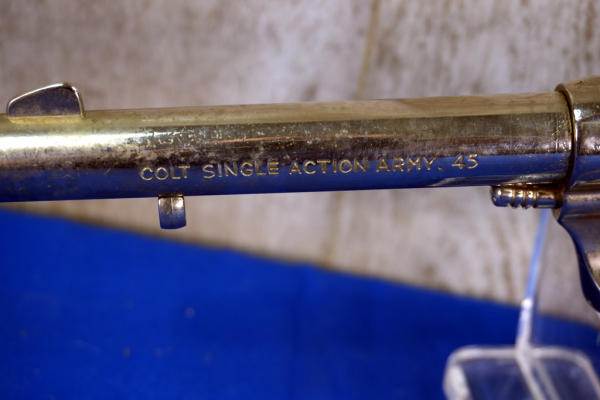 COLT SINGLE ACTION ARMY. 45